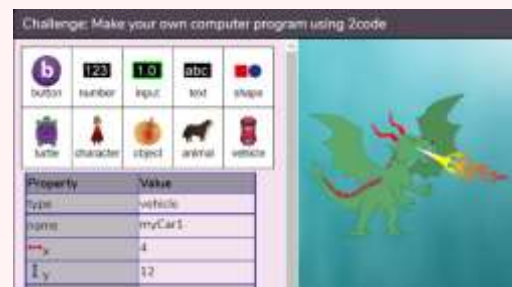 Challenge: Make your own computer program using 2code
b
123
1.0
abc
button number input text shape
turtle character object animal vehicle
Property Value
type vehicle
name myCar1
x 4
y 12